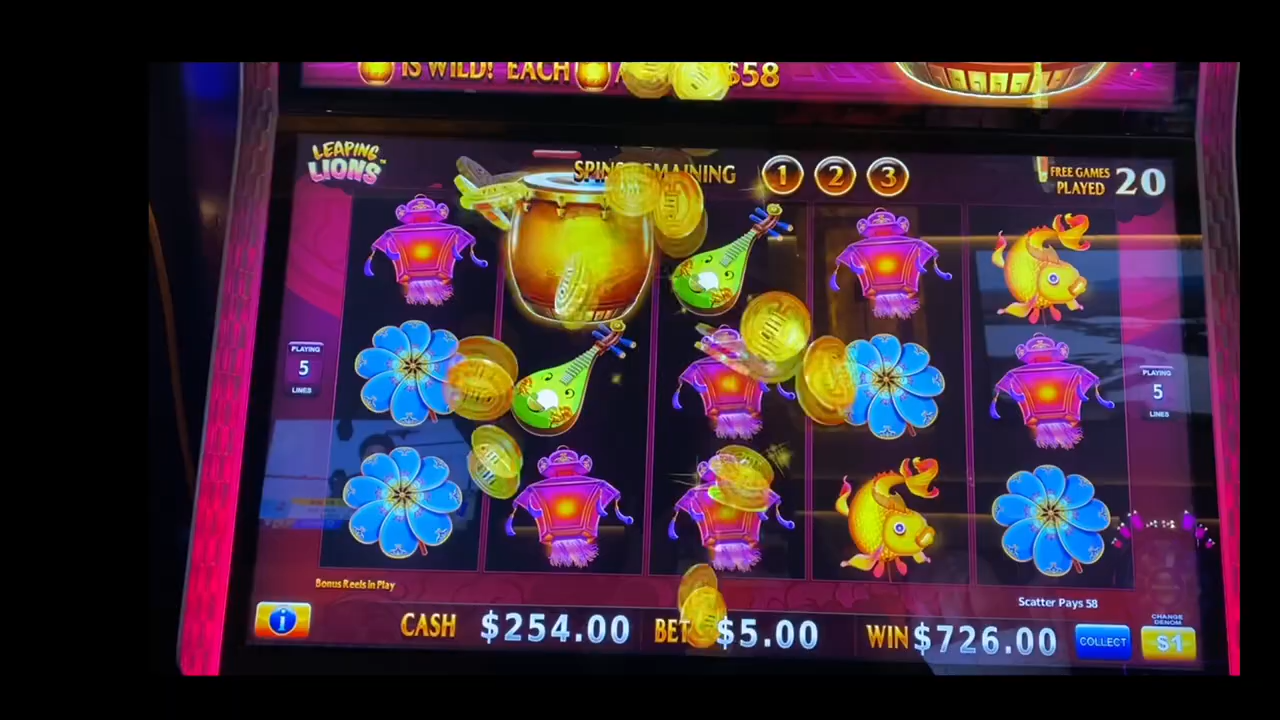 IS WILD! EACH
$58
LEAPING
LIONS™
SPINS REMAINING
1 2 3
FREE GAMES
PLAYED
20
PLAYING
5
LINES
PLAYING
5
LINES
Bonus Reels in Play
Scatter Pays 58
CASH $254.00 BET $5.00 WIN $726.00
COLLECT
CHANGE
DENOM
$1